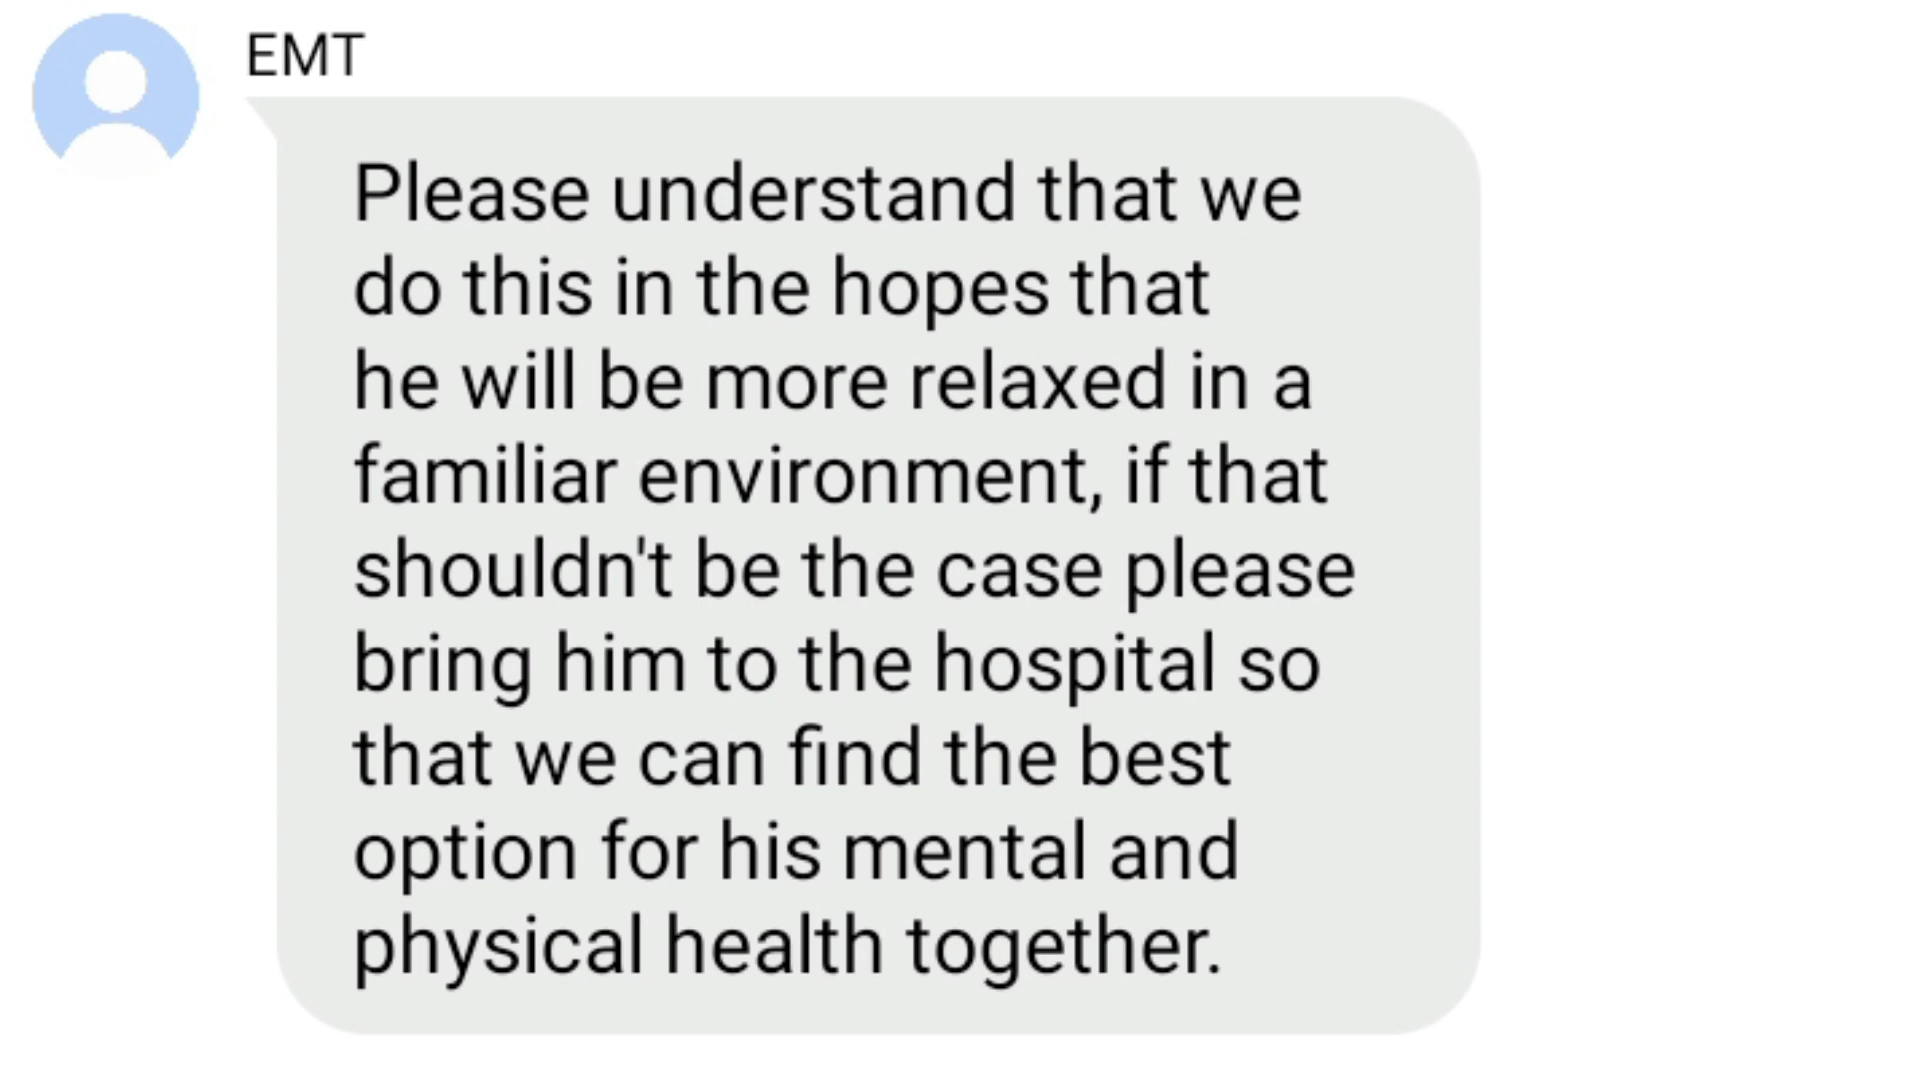 EMT
Please understand that we
do this in the hopes that
he will be more relaxed in a
familiar environment, if that
shouldn't be the case please
bring him to the hospital so
that we can find the best
option for his mental and
physical health together.